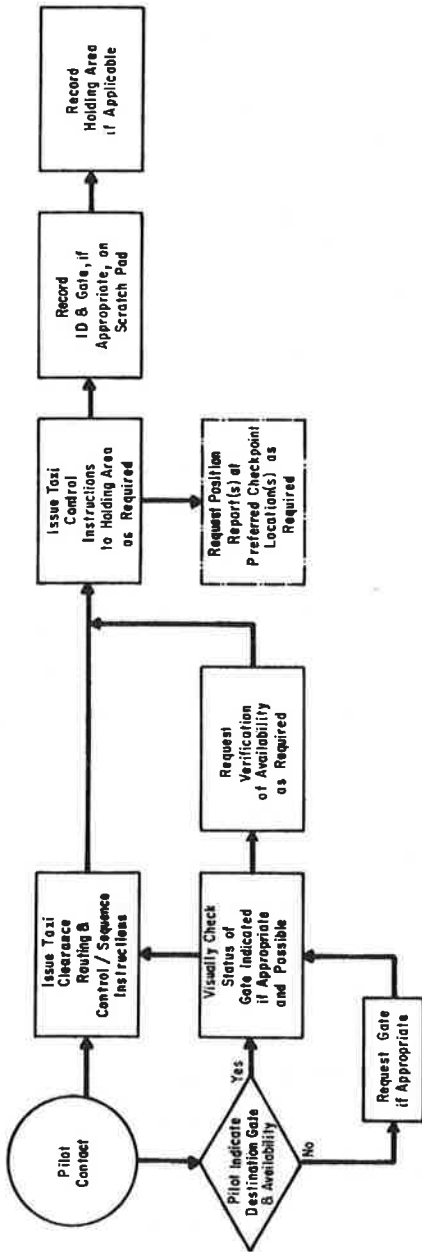 Pilot
Contact
Issue Taxi
Clearance
Routing &
Control / Sequence
Instructions
Issue Taxi
Control
Instructions
to Holding Area
as Required
Record
ID & Gate, if
Appropriate, on
Scratch Pad
Record
Holding Area
if Applicable
Pilot Indicate
Destination Gate
& Availability
Yes
No
Visually Check
Status of
Gate Indicated
if Appropriate
and Possible
Request
Verification
of Availability
as Required
Request Position
Report(s) at
Preferred Checkpoint
Location(s) as
Required
Request Gate
if Appropriate